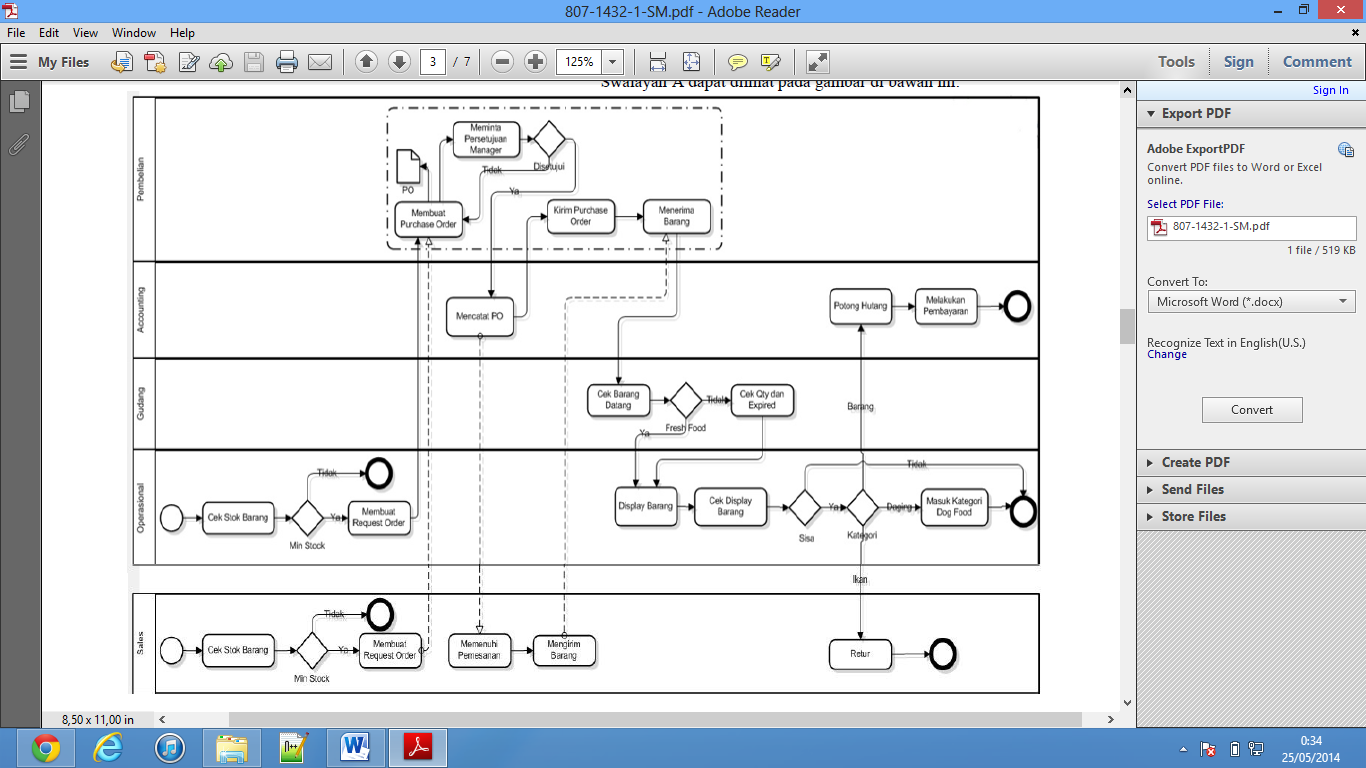 807-1432-1-SM.pdf - Adobe Reader
File Edit View Window Help
My Files
3 / 7
125%
Tools Sign Comment
Swalayan A dapat dilihat pada gambar di bawah ini.
Pembelian
Meminta
Persetujuan
Manager
Disetujui
Tidak
Ya
PO
Membuat
Purchase Order
Kirim Purchase
Order
Menerima
Barang
Accounting
Mencatat PO
Potong Hutang
Melakukan
Pembayaran
Gudang
Cek Barang
Datang
Fresh Food
Tidak
Ya
Cek Qty dan
Expired
Barang
Operasional
Cek Stok Barang
Min Stock
Tidak
Ya
Membuat
Request Order
Display Barang
Cek Display
Barang
Sisa
Ya
Tidak
Kategori
Daging
Masuk Kategori
Dog Food
Ikan
Sales
Cek Stok Barang
Min Stock
Tidak
Ya
Membuat
Request Order
Memenuhi
Pemesanan
Mengirim
Barang
Retur
8,50 x 11,00 in
Sign In
Export PDF
Adobe ExportPDF
Convert PDF files to Word or Excel
online.
Select PDF File:
807-1432-1-SM.pdf
1 file / 519 KB
Convert To:
Microsoft Word (*.docx)
Recognize Text in English(U.S.)
Change
Convert
Create PDF
Send Files
Store Files
0:34
25/05/2014